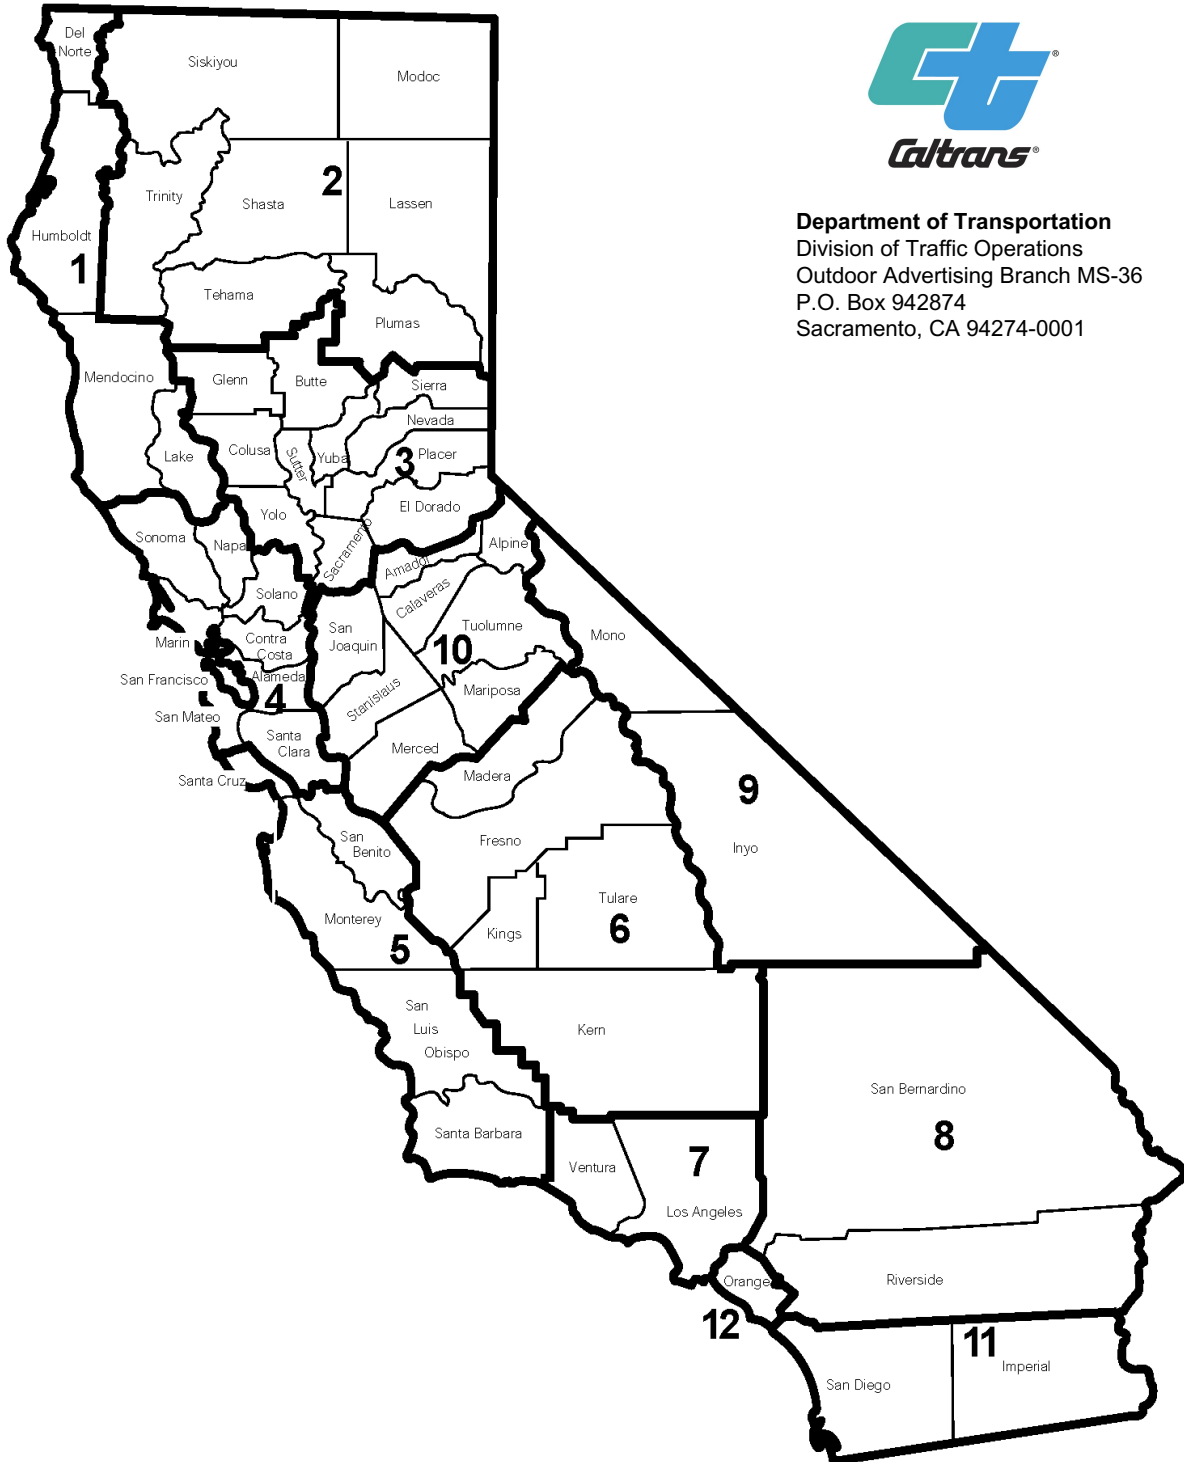 Del
Norte
Siskiyou
Modoc
Caltrans®
®
Trinity
Shasta
2
Lassen
Humboldt
1
Department of Transportation
Division of Traffic Operations
Outdoor Advertising Branch MS-36
P.O. Box 942874
Sacramento, CA 94274-0001
Tehama
Plumas
Mendocino
Glenn
Butte
Sierra
Nevada
Lake
Colusa
Sutter
Yuba
3
Placer
Yolo
Sacramento
El Dorado
Sonoma
Napa
Amador
Alpine
Solano
Calaveras
Marin
Contra
Costa
San
Joaquin
Tuolumne
Mono
10
San Francisco
Alameda
4
Stanislaus
Mariposa
San Mateo
Santa
Clara
Merced
Madera
Santa Cruz
9
San
Benito
Fresno
Inyo
Monterey
5
Kings
Tulare
6
San
Luis
Obispo
Kern
San Bernardino
8
Santa Barbara
Ventura
7
Los Angeles
Orange
12
Riverside
11
San Diego
Imperial